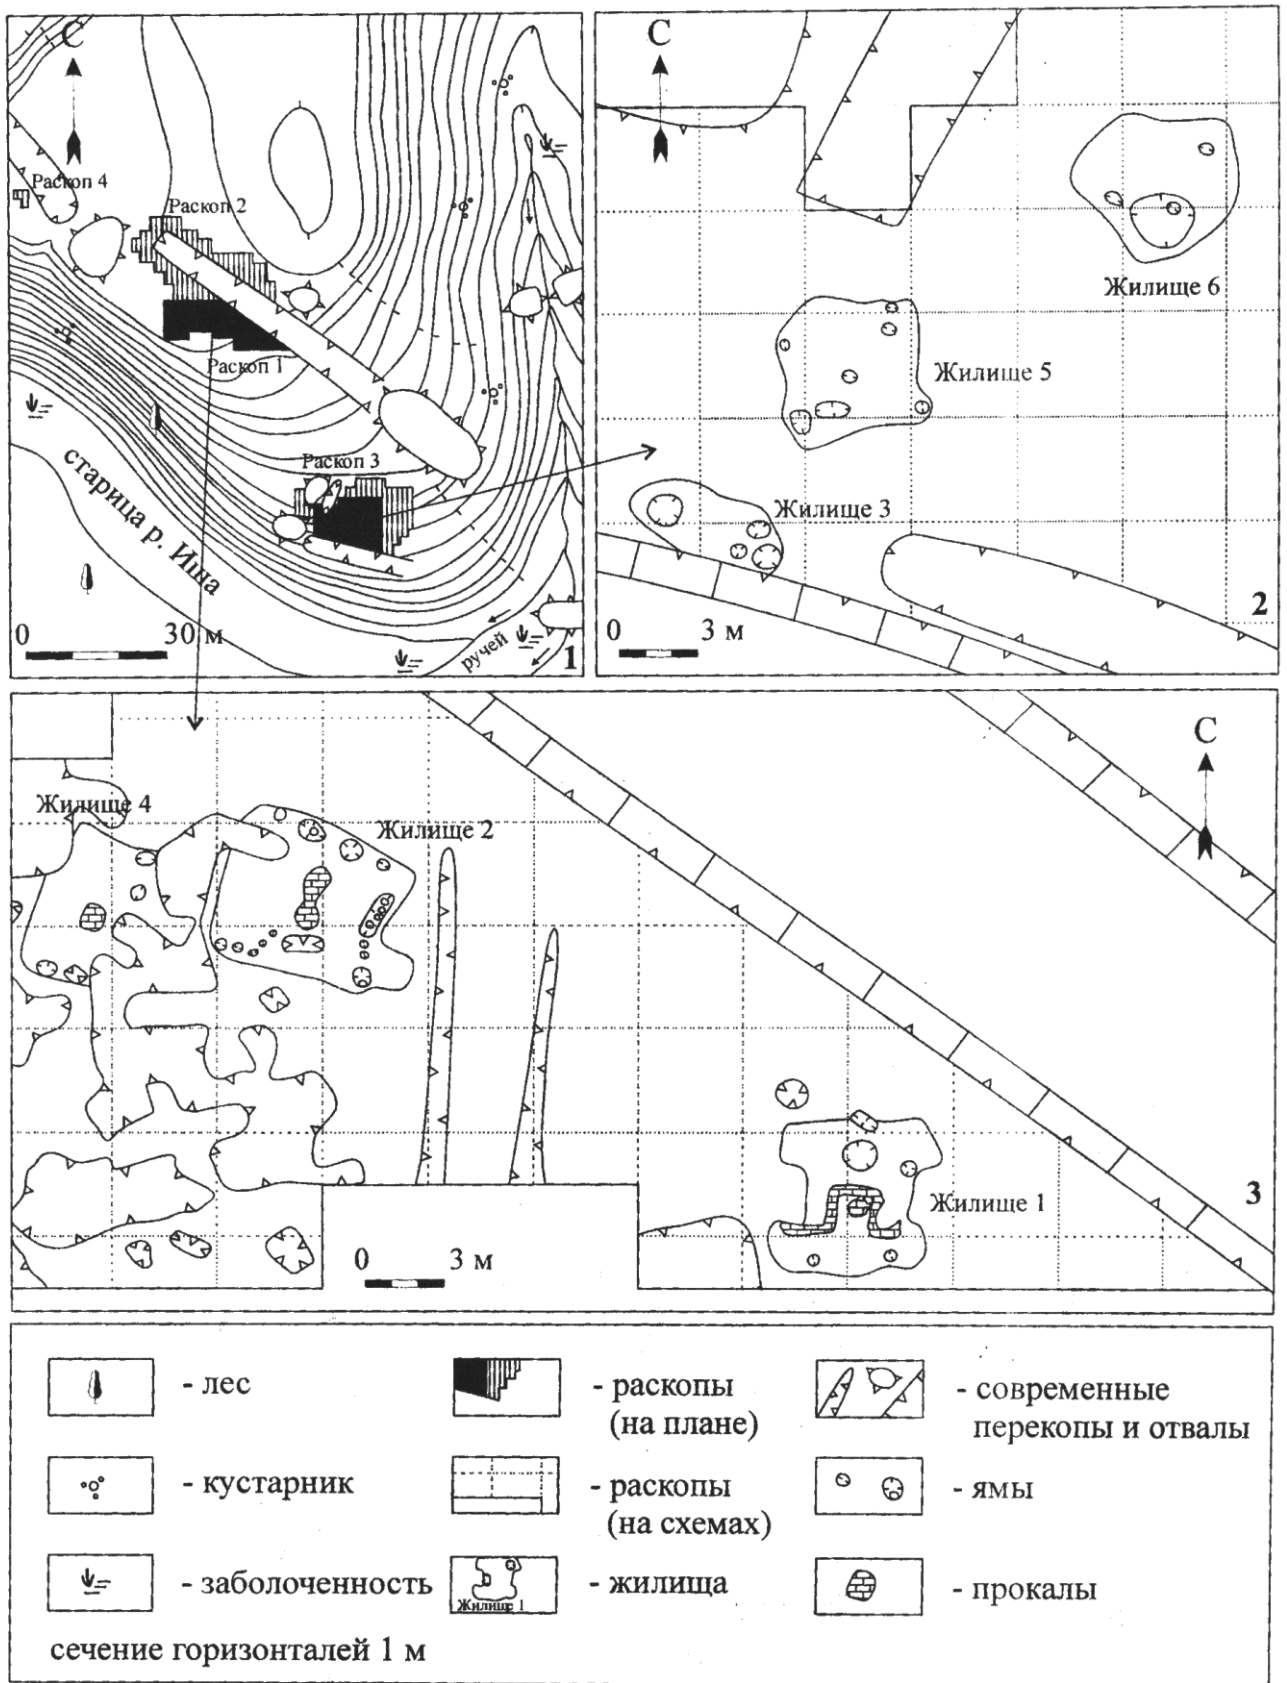 С
Раскоп 4
Раскоп 2
Раскоп 1
Раскоп 3
старица р. Иша
0 30 м
ручей
1
С
Жилище 6
Жилище 5
Жилище 3
0 3 м
2
С
Жилище 4
Жилище 2
Жилище 1
0 3 м
3
- лес
- кустарник
- заболоченность
- раскопы
(на плане)
- раскопы
(на схемах)
Жилище 1
- жилища
- современные
перекопы и отвалы
- ямы
- прокалы
сечение горизонталей 1 м